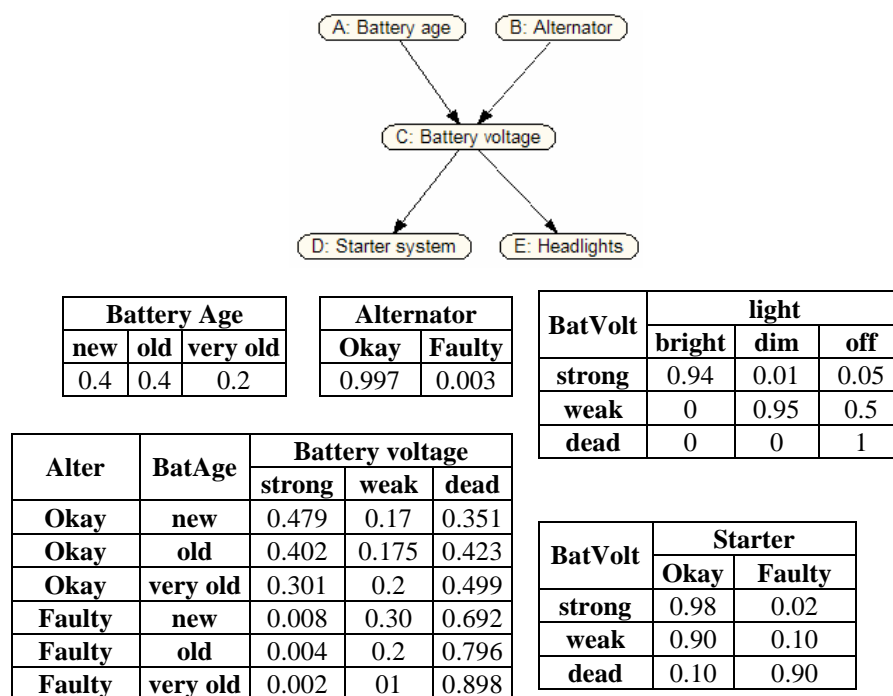 A: Battery age
B: Alternator
C: Battery voltage
D: Starter system
E: Headlights
Battery Age
new old very old
0.4 0.4 0.2
Alternator
Okay Faulty
0.997 0.003
BatVolt light
bright dim off
strong 0.94 0.01 0.05
weak 0 0.95 0.5
dead 0 0 1
Alter BatAge Battery voltage
strong weak dead
Okay new 0.479 0.17 0.351
Okay old 0.402 0.175 0.423
Okay very old 0.301 0.2 0.499
Faulty new 0.008 0.30 0.692
Faulty old 0.004 0.2 0.796
Faulty very old 0.002 01 0.898
BatVolt Starter
Okay Faulty
strong 0.98 0.02
weak 0.90 0.10
dead 0.10 0.90